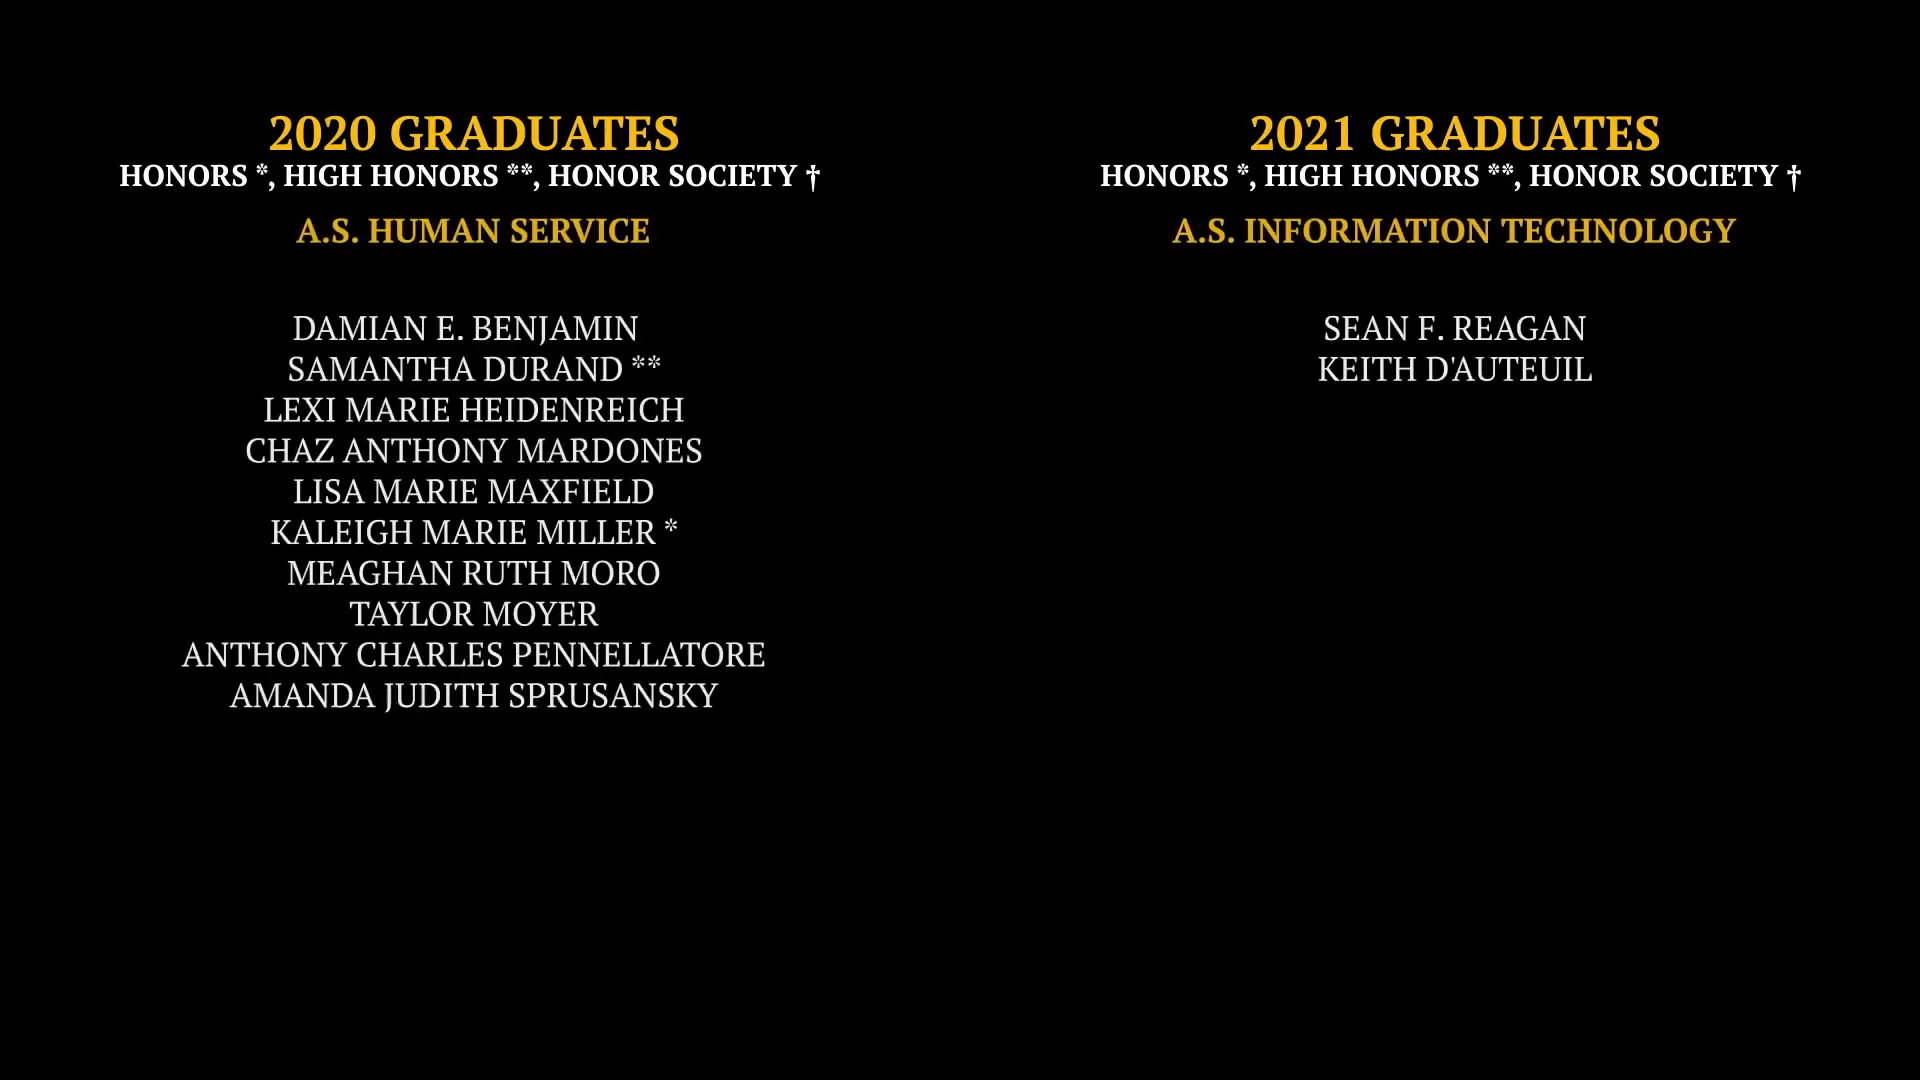 2020 GRADUATES
HONORS *, HIGH HONORS **, HONOR SOCIETY †
A.S. HUMAN SERVICE
DAMIAN E. BENJAMIN
SAMANTHA DURAND **
LEXI MARIE HEIDENREICH
CHAZ ANTHONY MARDONES
LISA MARIE MAXFIELD
KALEIGH MARIE MILLER *
MEAGHAN RUTH MORO
TAYLOR MOYER
ANTHONY CHARLES PENNELLATORE
AMANDA JUDITH SPRUSANSKY
2021 GRADUATES
HONORS *, HIGH HONORS **, HONOR SOCIETY †
A.S. INFORMATION TECHNOLOGY
SEAN F. REAGAN
KEITH D'AUTEUIL